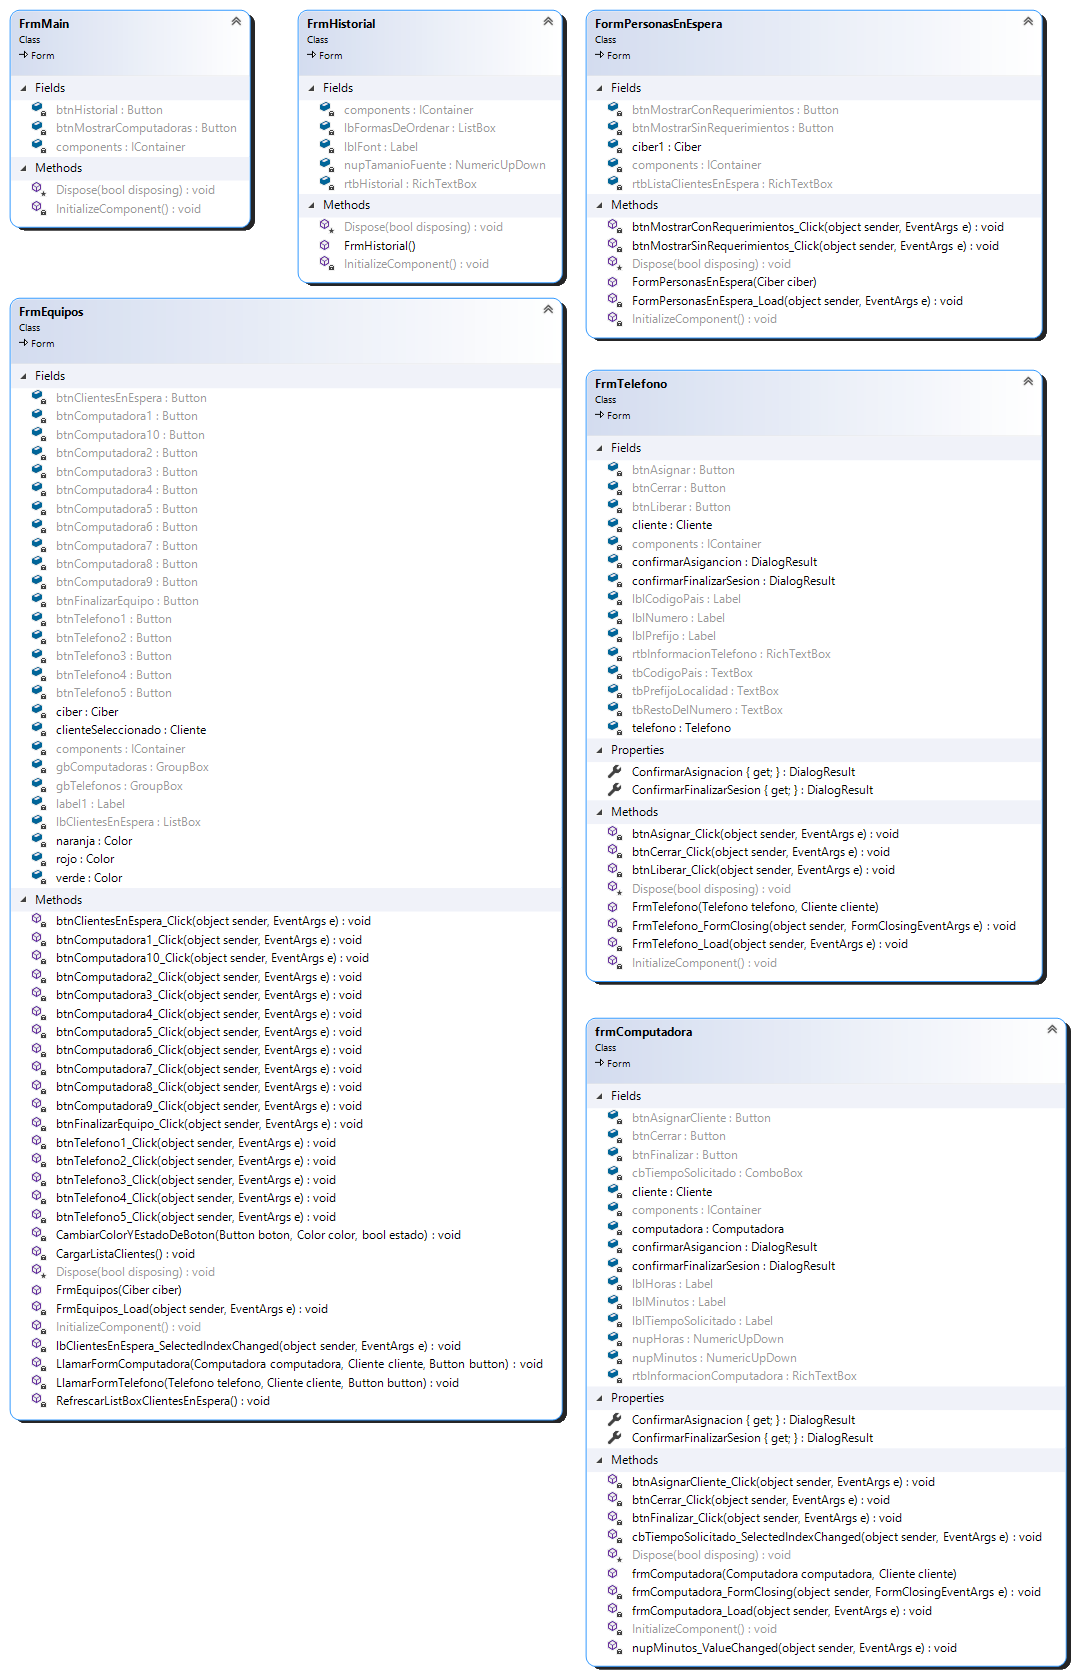 FrmMain
Class
Form
Fields
btnHistorial : Button
btnMostrarComputadoras : Button
components : IContainer
Methods
Dispose(bool disposing) : void
InitializeComponent() : void
FrmHistorial
Class
Form
Fields
components : IContainer
lbFormasDeOrdenar : ListBox
lblFont : Label
nupTamanioFuente : NumericUpDown
rtbHistorial : RichTextBox
Methods
Dispose(bool disposing) : void
FrmHistorial()
InitializeComponent() : void
FormPersonasEnEspera
Class
Form
Fields
btnMostrarConRequerimientos : Button
btnMostrarSinRequerimientos : Button
ciber1 : Ciber
components : IContainer
rtbListaClientesEnEspera : RichTextBox
Methods
btnMostrarConRequerimientos_Click(object sender, EventArgs e) : void
btnMostrarSinRequerimientos_Click(object sender, EventArgs e) : void
Dispose(bool disposing) : void
FormPersonasEnEspera(Ciber ciber)
FormPersonasEnEspera_Load(object sender, EventArgs e) : void
InitializeComponent() : void
FrmEquipos
Class
Form
Fields
btnClientesEnEspera : Button
btnComputadora1 : Button
btnComputadora10 : Button
btnComputadora2 : Button
btnComputadora3 : Button
btnComputadora4 : Button
btnComputadora5 : Button
btnComputadora6 : Button
btnComputadora7 : Button
btnComputadora8 : Button
btnComputadora9 : Button
btnFinalizarEquipo : Button
btnTelefono1 : Button
btnTelefono2 : Button
btnTelefono3 : Button
btnTelefono4 : Button
btnTelefono5 : Button
ciber : Ciber
clienteSeleccionado : Cliente
components : IContainer
gbComputadoras : GroupBox
gbTelefonos : GroupBox
label1 : Label
lbClientesEnEspera : ListBox
naranja : Color
rojo : Color
verde : Color
Methods
btnClientesEnEspera_Click(object sender, EventArgs e) : void
btnComputadora1_Click(object sender, EventArgs e) : void
btnComputadora10_Click(object sender, EventArgs e) : void
btnComputadora2_Click(object sender, EventArgs e) : void
btnComputadora3_Click(object sender, EventArgs e) : void
btnComputadora4_Click(object sender, EventArgs e) : void
btnComputadora5_Click(object sender, EventArgs e) : void
btnComputadora6_Click(object sender, EventArgs e) : void
btnComputadora7_Click(object sender, EventArgs e) : void
btnComputadora8_Click(object sender, EventArgs e) : void
btnComputadora9_Click(object sender, EventArgs e) : void
btnFinalizarEquipo_Click(object sender, EventArgs e) : void
btnTelefono1_Click(object sender, EventArgs e) : void
btnTelefono2_Click(object sender, EventArgs e) : void
btnTelefono3_Click(object sender, EventArgs e) : void
btnTelefono4_Click(object sender, EventArgs e) : void
btnTelefono5_Click(object sender, EventArgs e) : void
CambiarColorYEstadoDeBoton(Button boton, Color color, bool estado) : void
CargarListaClientes() : void
Dispose(bool disposing) : void
FrmEquipos(Ciber ciber)
FrmEquipos_Load(object sender, EventArgs e) : void
InitializeComponent() : void
lbClientesEnEspera_SelectedIndexChanged(object sender, EventArgs e) : void
LlamarFormComputadora(Computadora computadora, Cliente cliente, Button button) : void
LlamarFormTelefono(Telefono telefono, Cliente cliente, Button button) : void
RefrescarListBoxClientesEnEspera() : void
FrmTelefono
Class
Form
Fields
btnAsignar : Button
btnCerrar : Button
btnLiberar : Button
cliente : Cliente
components : IContainer
confirmarAsigancion : DialogResult
confirmarFinalizarSesion : DialogResult
lblCodigoPais : Label
lblNumero : Label
lblPrefijo : Label
rtbInformacionTelefono : RichTextBox
tbCodigoPais : TextBox
tbPrefijoLocalidad : TextBox
tbRestoDelNumero : TextBox
telefono : Telefono
Properties
ConfirmarAsignacion { get; } : DialogResult
ConfirmarFinalizarSesion { get; } : DialogResult
Methods
btnAsignar_Click(object sender, EventArgs e) : void
btnCerrar_Click(object sender, EventArgs e) : void
btnLiberar_Click(object sender, EventArgs e) : void
Dispose(bool disposing) : void
FrmTelefono(Telefono telefono, Cliente cliente)
FrmTelefono_FormClosing(object sender, FormClosingEventArgs e) : void
FrmTelefono_Load(object sender, EventArgs e) : void
InitializeComponent() : void
frmComputadora
Class
Form
Fields
btnAsignarCliente : Button
btnCerrar : Button
btnFinalizar : Button
cbTiempoSolicitado : ComboBox
cliente : Cliente
components : IContainer
computadora : Computadora
confirmarAsigancion : DialogResult
confirmarFinalizarSesion : DialogResult
lblHoras : Label
lblMinutos : Label
lblTiempoSolicitado : Label
nupHoras : NumericUpDown
nupMinutos : NumericUpDown
rtbInformacionComputadora : RichTextBox
Properties
ConfirmarAsignacion { get; } : DialogResult
ConfirmarFinalizarSesion { get; } : DialogResult
Methods
btnAsignarCliente_Click(object sender, EventArgs e) : void
btnCerrar_Click(object sender, EventArgs e) : void
btnFinalizar_Click(object sender, EventArgs e) : void
cbTiempoSolicitado_SelectedIndexChanged(object sender, EventArgs e) : void
Dispose(bool disposing) : void
frmComputadora(Computadora computadora, Cliente cliente)
frmComputadora_FormClosing(object sender, FormClosingEventArgs e) : void
frmComputadora_Load(object sender, EventArgs e) : void
InitializeComponent() : void
nupMinutos_ValueChanged(object sender, EventArgs e) : void